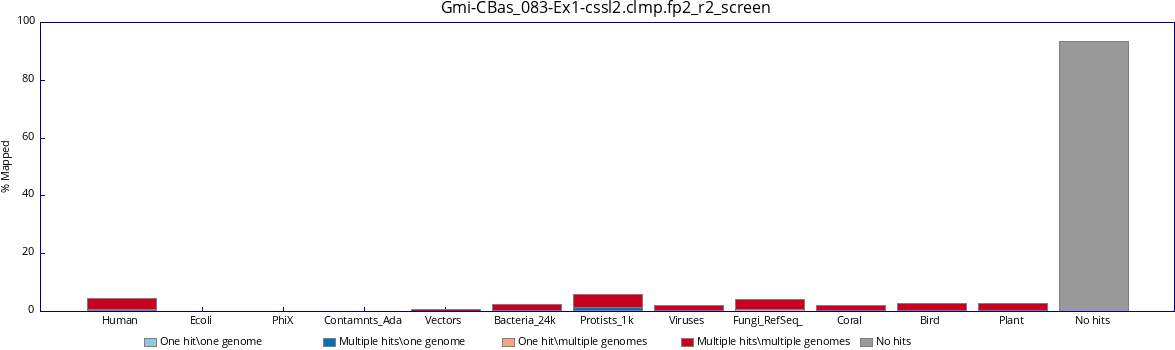 Gmi-CBas_083-Ex1-cssl2.clmp.fp2_r2_screen
100
80
60
40
20
0
% Mapped
Human Ecoli PhiX Contamnts_Ada Vectors Bacteria_24k Protists_1k Viruses Fungi_RefSeq_ Coral Bird Plant No hits
One hit\one genome Multiple hits\one genome One hit\multiple genomes Multiple hits\multiple genomes No hits